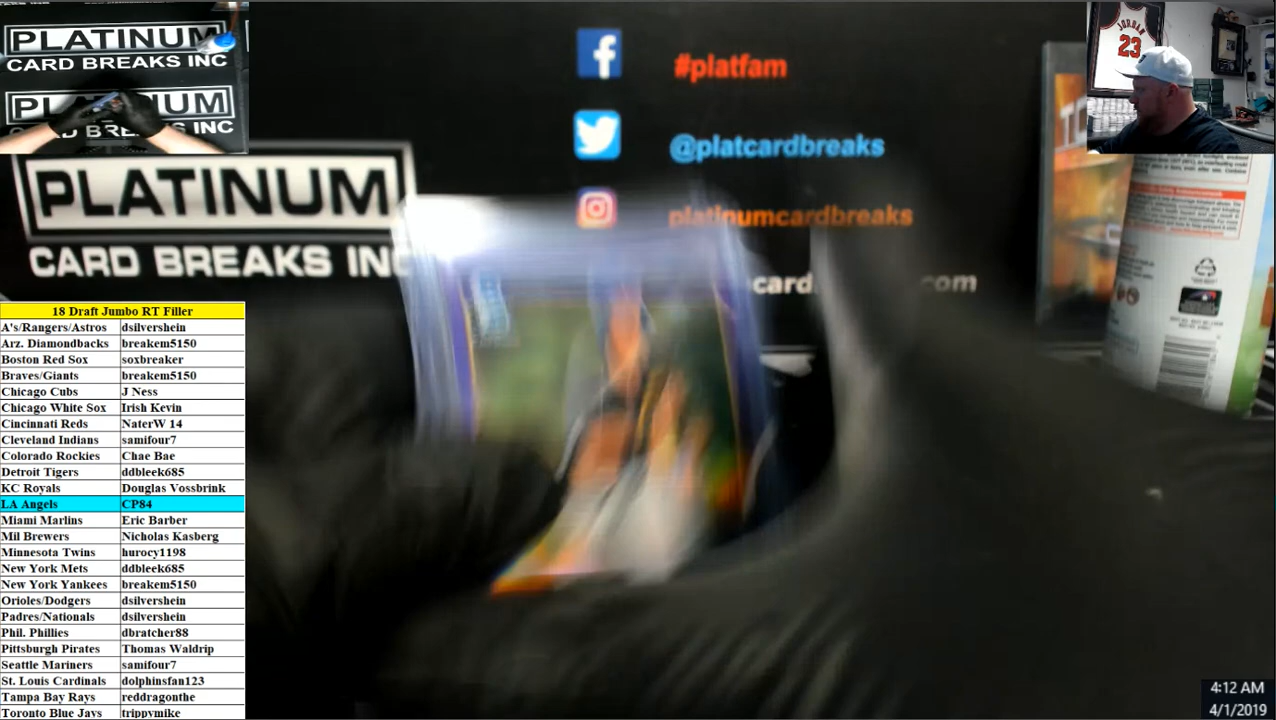 PLATINUM
CARD BREAKS INC
PLATINUM
CARD BREAKS INC
#platfam
@platcardbreaks
platinumcardbreaks
card com
PLATINUM
CARD BREAKS INC
JORDAN
23
18 Draft Jumbo RT Filler
A's/Rangers/Astros dsilvershein
Arz. Diamondbacks breakem5150
Boston Red Sox soxbreaker
Braves/Giants breakem5150
Chicago Cubs J Ness
Chicago White Sox Irish Kevin
Cincinnati Reds NaterW 14
Cleveland Indians samifour7
Colorado Rockies Chae Bae
Detroit Tigers ddbleek685
KC Royals Douglas Vossbrink
LA Angels CP84
Miami Marlins Eric Barber
Mil Brewers Nicholas Kasberg
Minnesota Twins hurocy1198
New York Mets ddbleek685
New York Yankees breakem5150
Orioles/Dodgers dsilvershein
Padres/Nationals dsilvershein
Phil. Phillies dbratcher88
Pittsburgh Pirates Thomas Waldrip
Seattle Mariners samifour7
St. Louis Cardinals dolphinsfan123
Tampa Bay Rays reddragonthe
Toronto Blue Jays trippymike
4:12 AM
4/1/2019